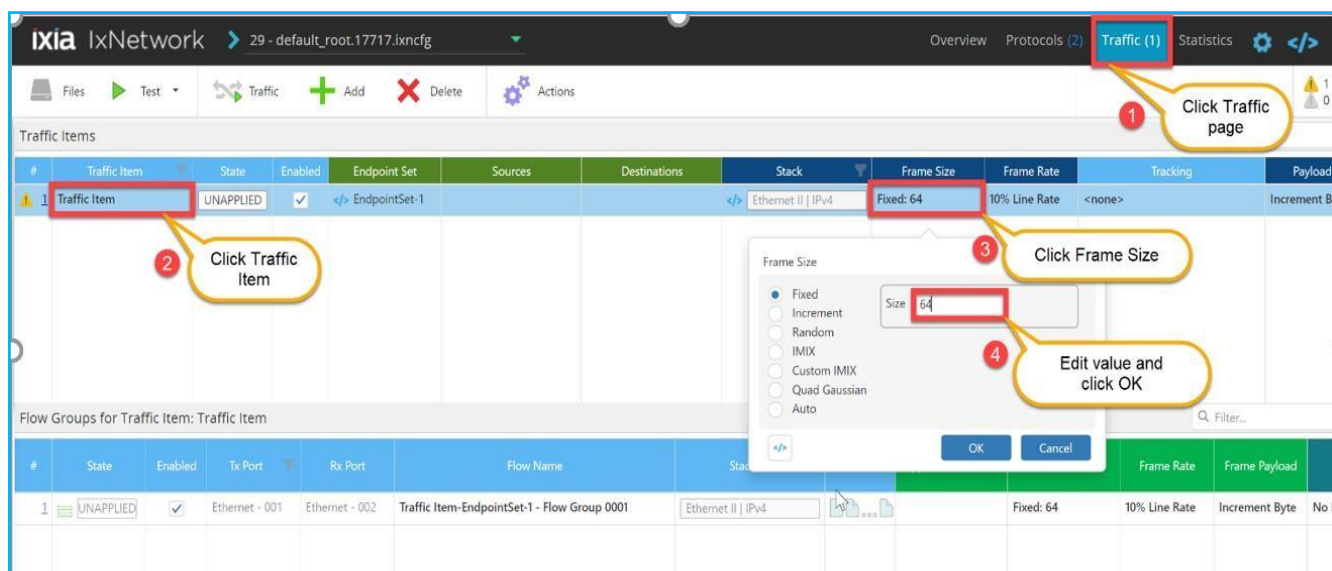 ixia IxNetwork 29 - default_root.17717.ixncfg Overview Protocols (2) Traffic (1) Statistics </>
Files Test Traffic Add Delete Actions 1
0
1 Click Traffic
page
Traffic Items
# Traffic Item State Enabled Endpoint Set Sources Destinations Stack Frame Size Frame Rate Tracking Payload
1 Traffic Item UNAPPLIED </> EndpointSet-1 </> Ethernet II | IPv4 Fixed: 64 10% Line Rate <none> Increment B
2 Click Traffic
Item
3 Click Frame Size
Frame Size
Fixed Size 64
Increment
Random
IMIX
Custom IMIX
Quad Gaussian
Auto
4 Edit value and
click OK
</> OK Cancel
Flow Groups for Traffic Item: Traffic Item Filter...
# State Enabled Tx Port Rx Port Flow Name Frame Rate Frame Payload
1 UNAPPLIED Ethernet - 001 Ethernet - 002 Traffic Item-EndpointSet-1 - Flow Group 0001 Ethernet II | IPv4 ... Fixed: 64 10% Line Rate Increment Byte No